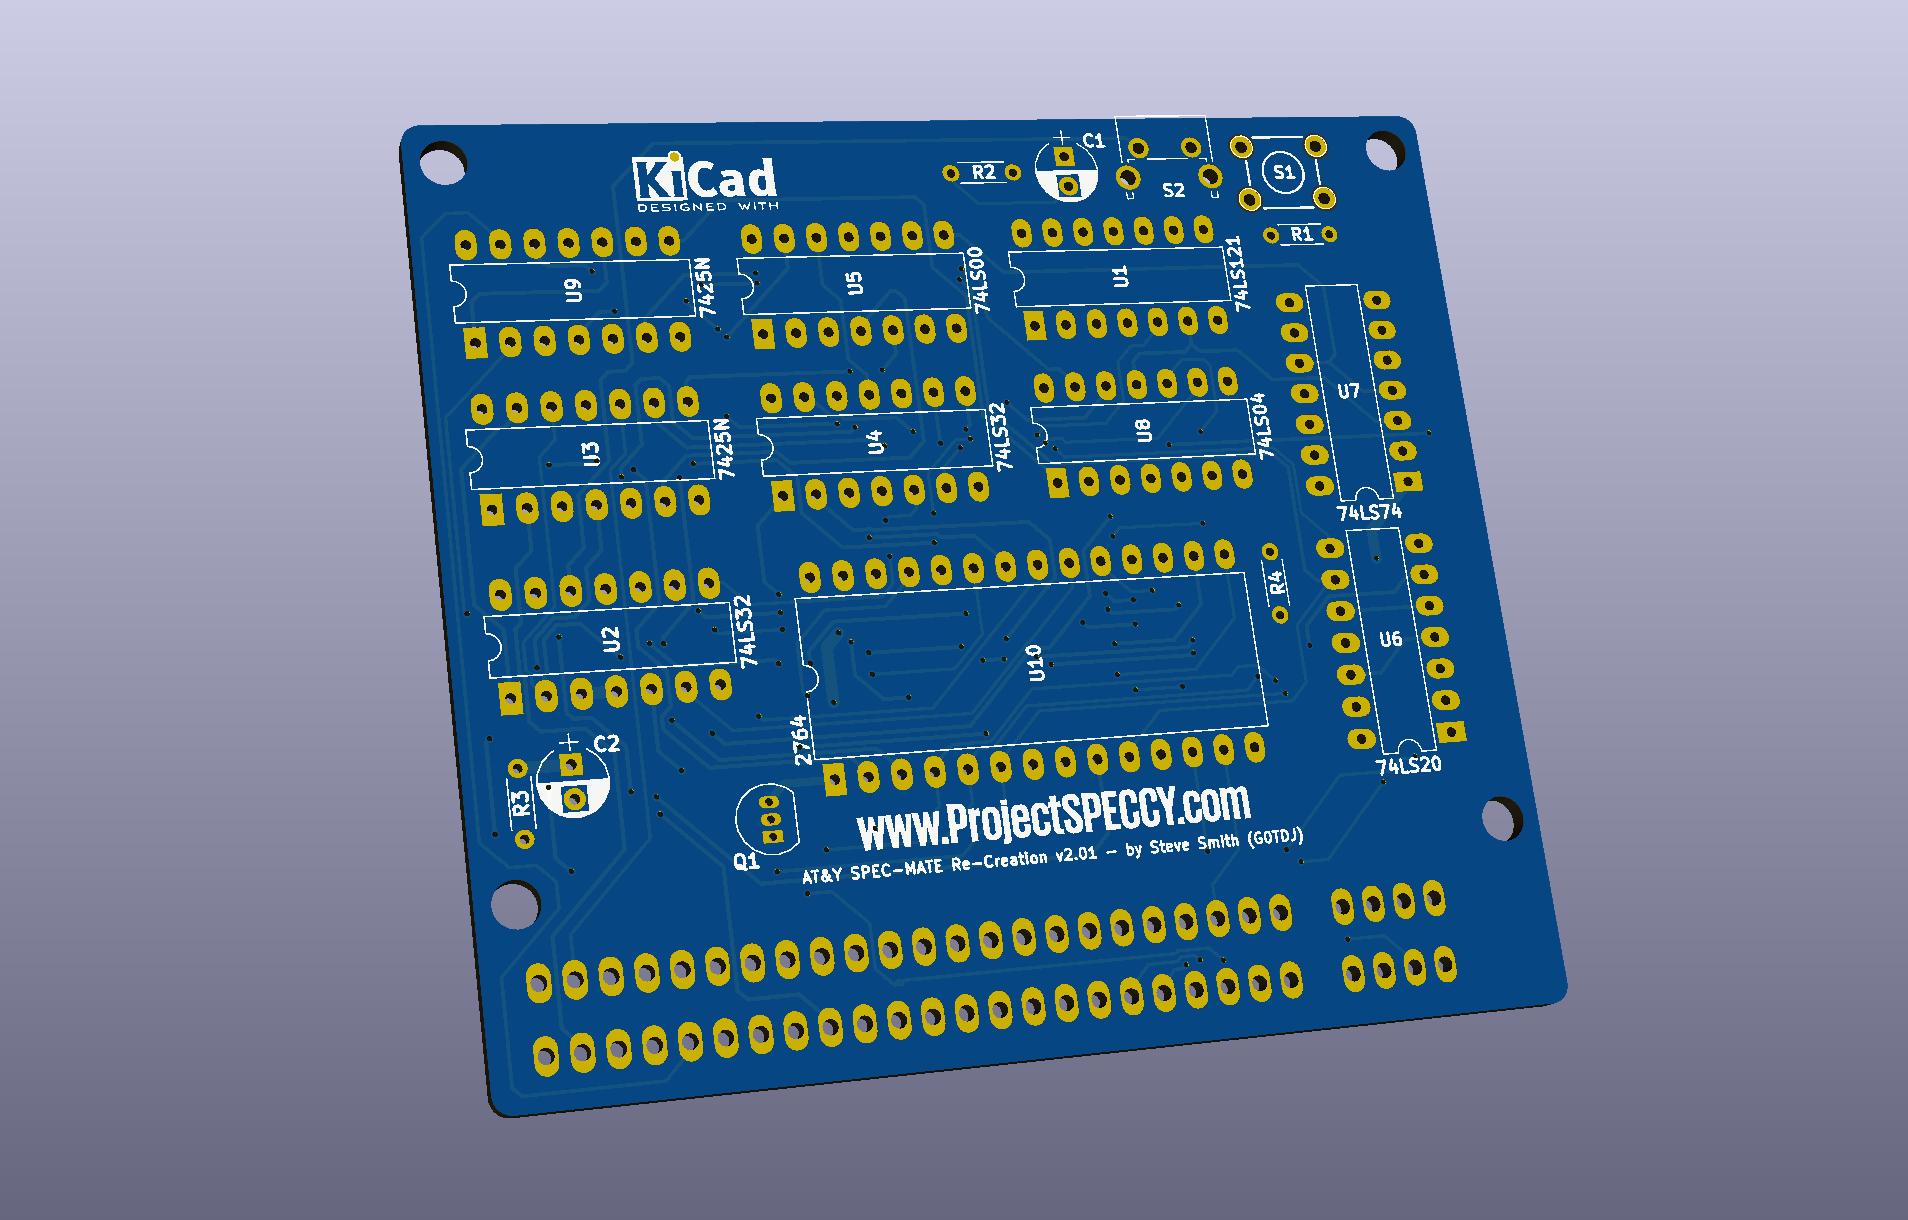 KiCad
DESIGNED WITH
R2
C1
S2
S1
R1
U9
7425N
U5
74LS00
U1
74LS121
U7
74LS74
U3
7425N
U4
74LS32
U8
74LS04
U2
74LS32
U10
2764
R4
U6
74LS20
C2
R3
Q1
www.ProjectSPECCY.com
AT&Y SPEC-MATE Re-Creation v2.01 - by Steve Smith (G0TDJ)